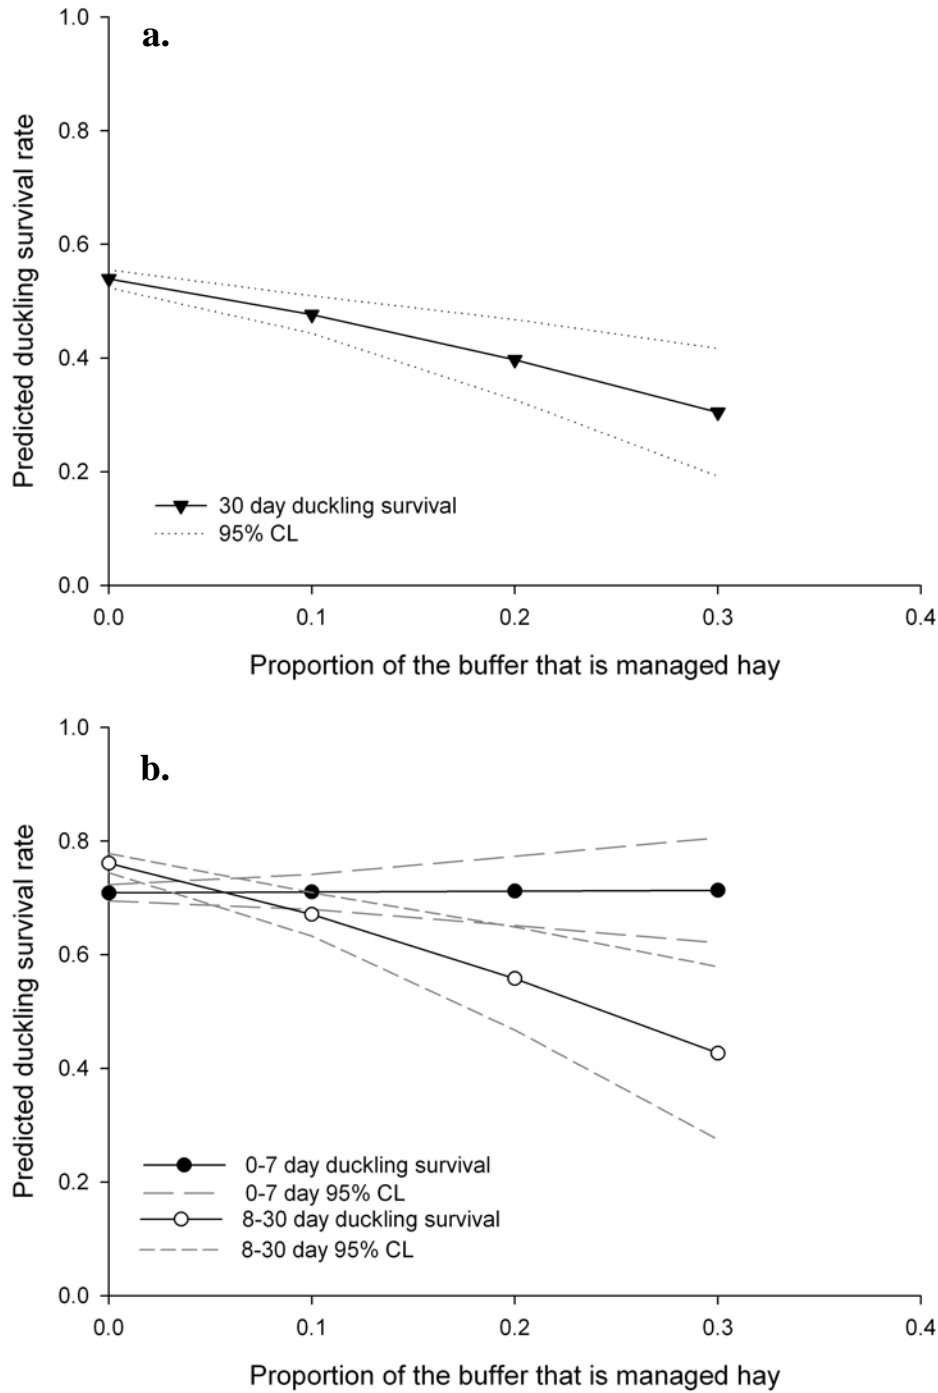 a.
1.0
0.8
0.6
0.4
0.2
0.0
Predicted duckling survival rate
30 day duckling survival
95% CL
0.0 0.1 0.2 0.3 0.4
Proportion of the buffer that is managed hay
b.
1.0
0.8
0.6
0.4
0.2
0.0
Predicted duckling survival rate
0-7 day duckling survival
0-7 day 95% CL
8-30 day duckling survival
8-30 day 95% CL
0.0 0.1 0.2 0.3 0.4
Proportion of the buffer that is managed hay